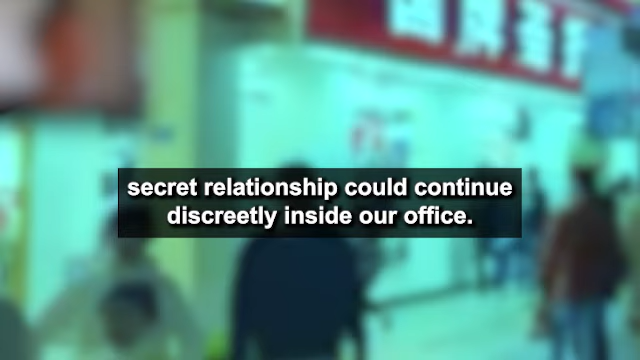 secret relationship could continue
discreetly inside our office.